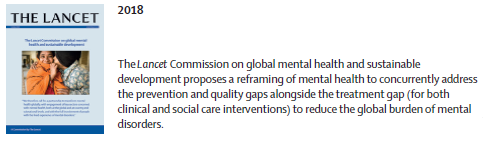 THE LANCET
The Lancet Commission on global mental
health and sustainable development
2018
The Lancet Commission on global mental health and sustainable
development proposes a reframing of mental health to concurrently address
the prevention and quality gaps alongside the treatment gap (for both
clinical and social care interventions) to reduce the global burden of mental
disorders.